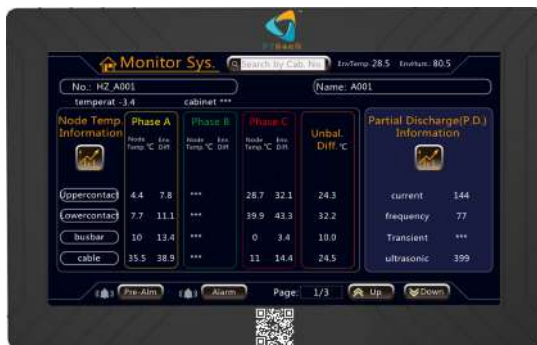 Monitor Sys.
Search by Cab. No.
EnvTemp.28.5 EnvHum.: 80.5
No.: HZ_A001
Name: A001
temperat -3.4 cabinet ***
Node Temp. Information
Phase A
Phase B
Phase C
Unbal. Diff.℃
Partial Discharge(P.D.) Information
Node Temp.℃ Env. Diff.
Node Temp.℃ Env. Diff.
Node Temp.℃ Env. Diff.
Uppercontact 4.4 7.8 *** 28.7 32.1 24.3 current 144
Lowercontact 7.7 11.1 *** 39.9 43.3 32.2 frequency 77
busbar 10 13.4 *** 0 3.4 10.0 Transient ***
cable 35.5 38.9 *** 11 14.4 24.5 ultrasonic 399
Pre-Alm Alarm Page: 1/3 Up Down